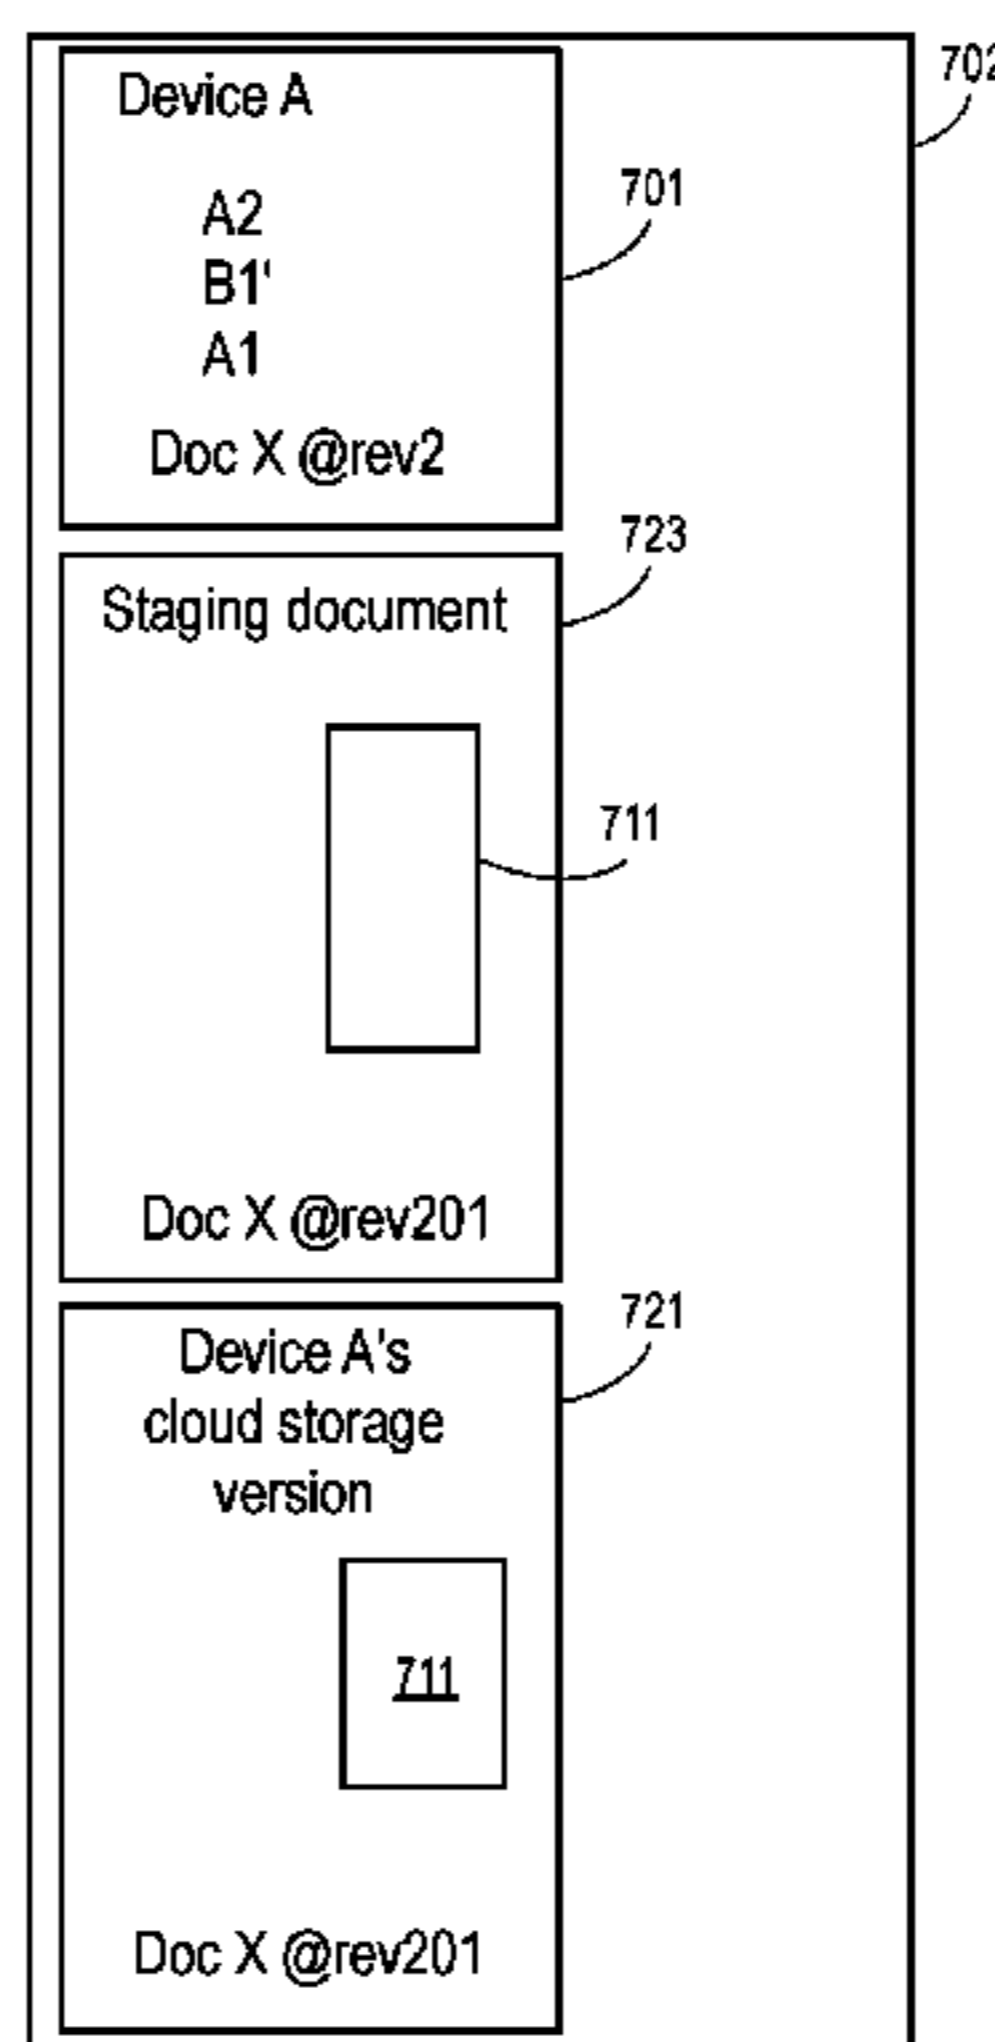 702
Device A
701
A2
B1'
A1
Doc X @rev2
723
Staging document
711
Doc X @rev201
721
Device A's
cloud storage
version
711
Doc X @rev201